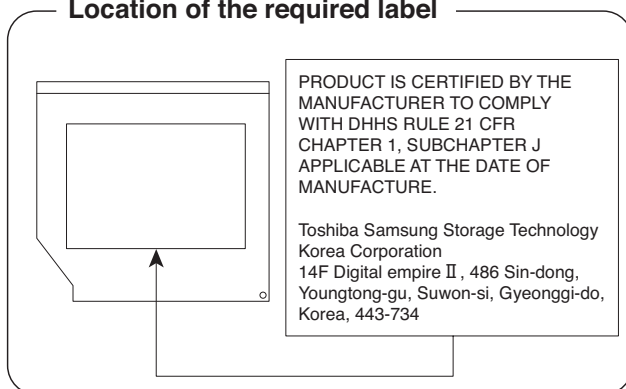 Location of the required label
PRODUCT IS CERTIFIED BY THE
MANUFACTURER TO COMPLY
WITH DHHS RULE 21 CFR
CHAPTER 1, SUBCHAPTER J
APPLICABLE AT THE DATE OF
MANUFACTURE.
Toshiba Samsung Storage Technology
Korea Corporation
14F Digital empire Ⅱ, 486 Sin-dong,
Youngtong-gu, Suwon-si, Gyeonggi-do,
Korea, 443-734